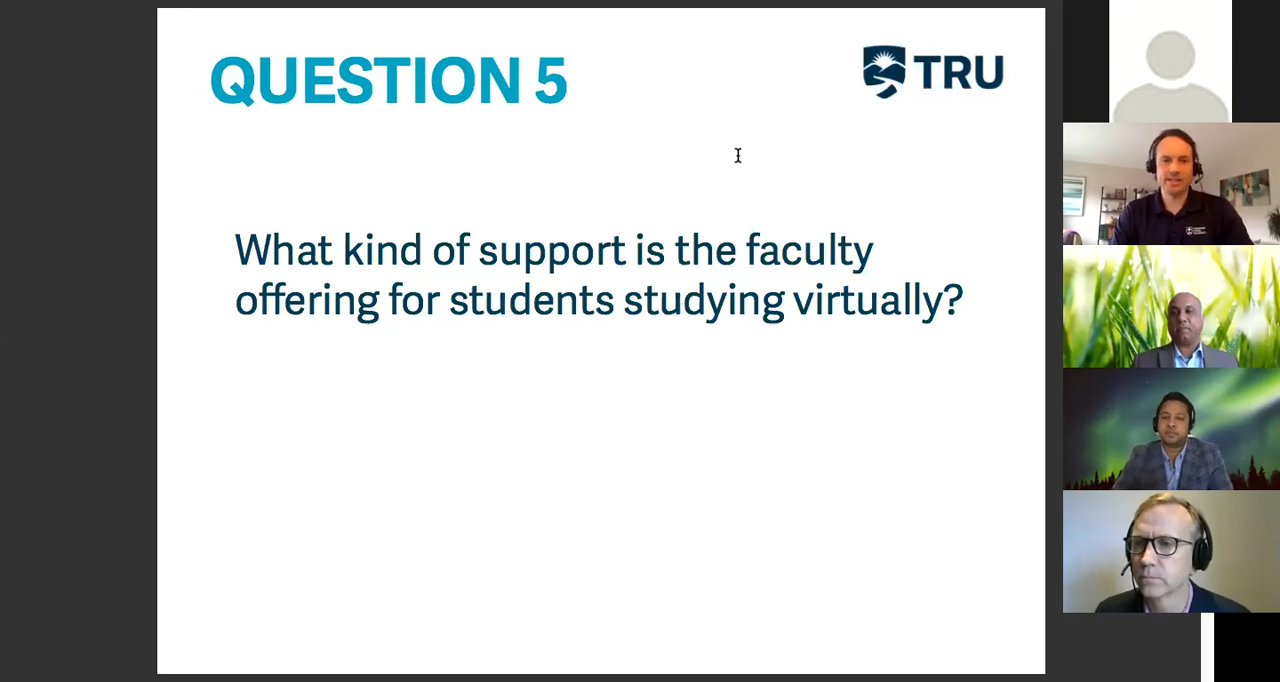 QUESTION 5
TRU
What kind of support is the faculty
offering for students studying virtually?